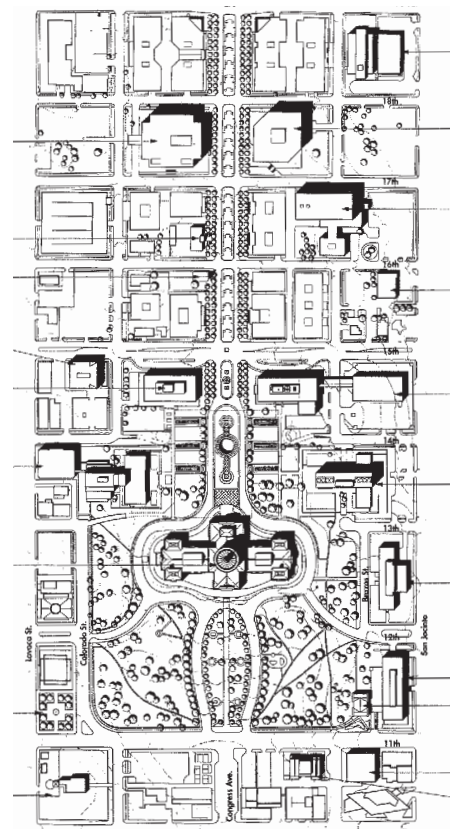 18th
17th
16th
15th
14th
13th
Brazos St.
12th
San Jacinto
Lavaca St.
Colorado St.
11th
Congress Ave.